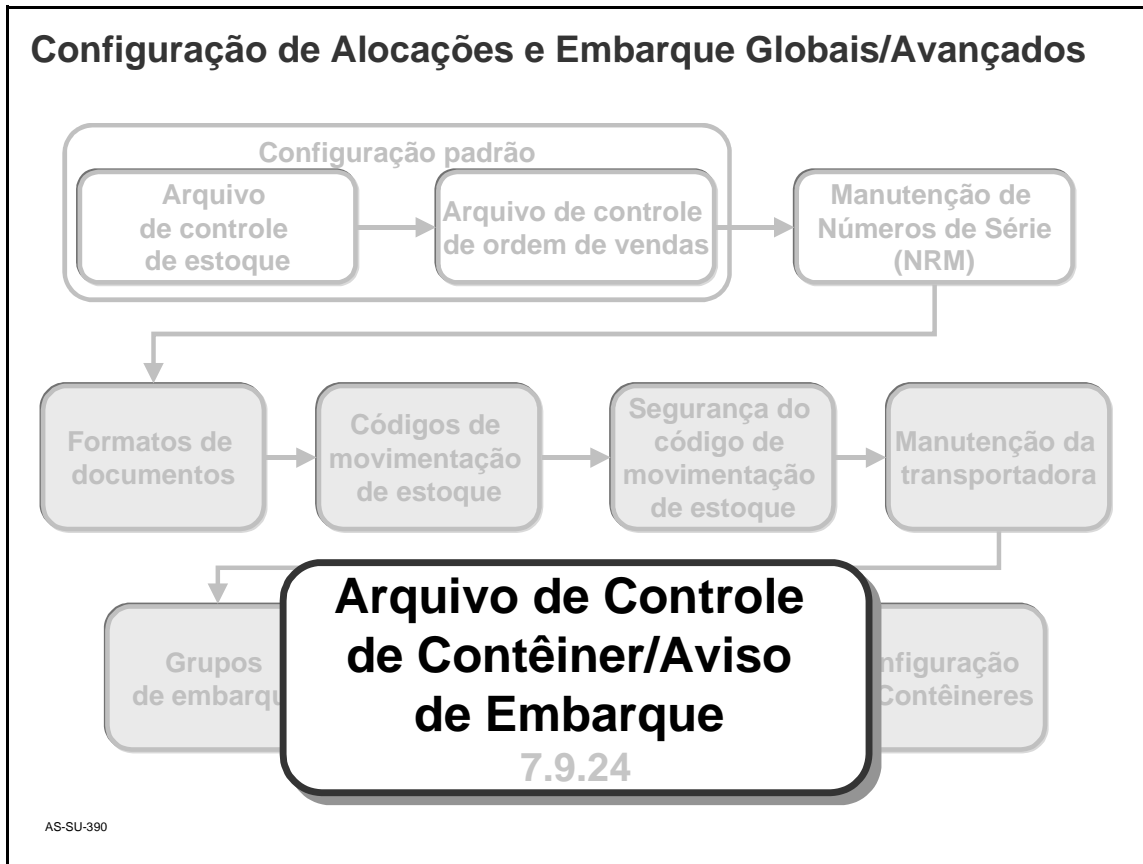 Configuração de Alocações e Embarque Globais/Avançados
Configuração padrão
Arquivo
de controle
de estoque
Arquivo de controle
de ordem de vendas
Manutenção de
Números de Série
(NRM)
Formatos de
documentos
Códigos de
movimentação
de estoque
Segurança do
código de
movimentação
de estoque
Manutenção da
transportadora
Grupos
de embarqu
Arquivo de Controle
de Contêiner/Aviso
de Embarque
7.9.24
nfiguração
Contêineres
AS-SU-390